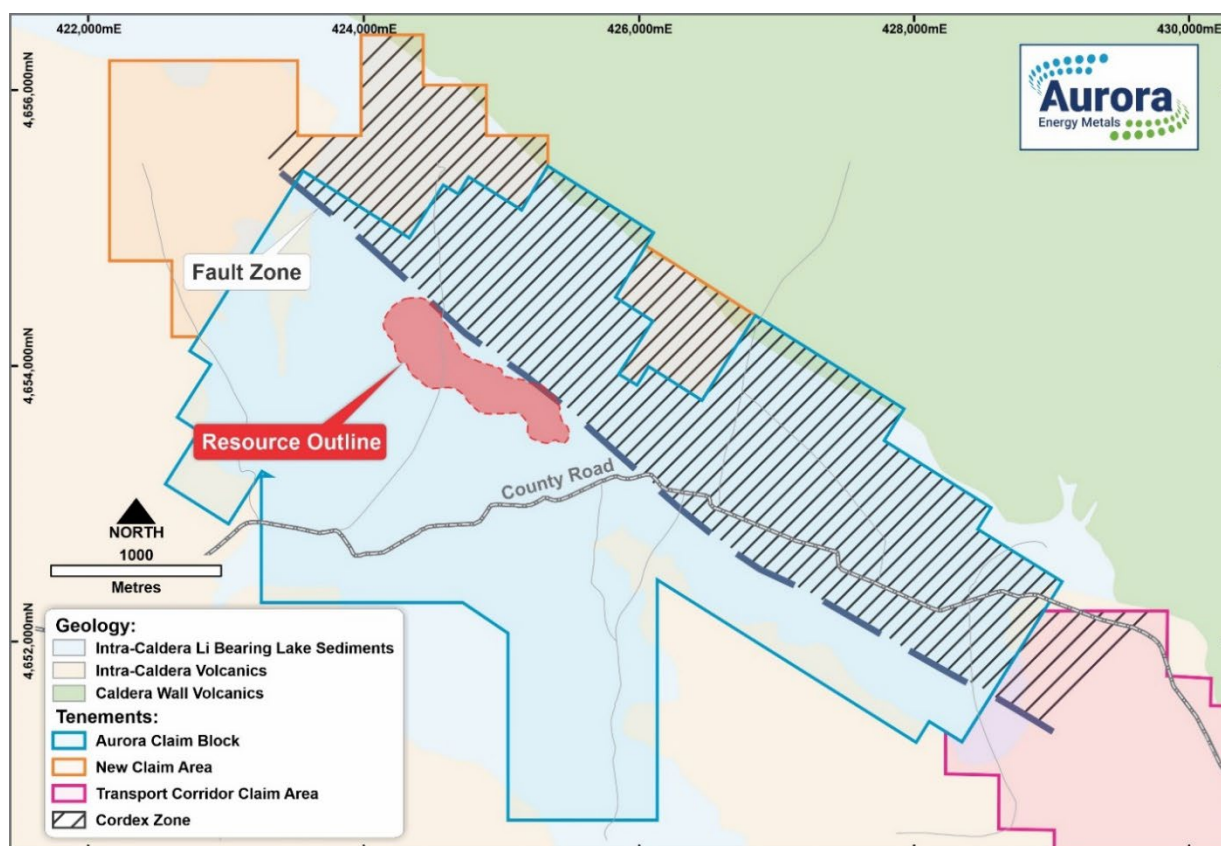 422,000mE
424,000mE
426,000mE
428,000mE
430,000mE
4,656,000mN
4,654,000mN
4,652,000mN
Aurora
Energy Metals
Fault Zone
Resource Outline
County Road
NORTH
1000
Metres
Geology:
Intra-Caldera Li Bearing Lake Sediments
Intra-Caldera Volcanics
Caldera Wall Volcanics
Tenements:
Aurora Claim Block
New Claim Area
Transport Corridor Claim Area
Cordex Zone